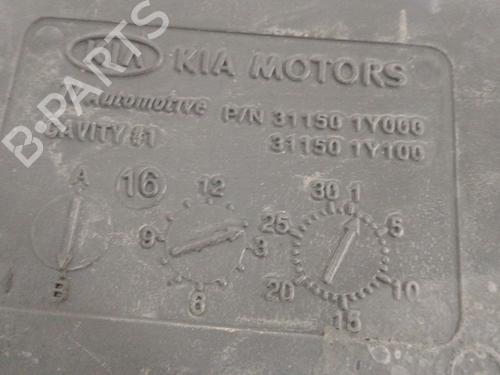 KIA KIA MOTORS
Automotive P/N 31150 1Y000
CAVITY #1 31150 1Y100
A 16 12 30 1
9 3 25 5
B 6 20 10
15
B-PARTS